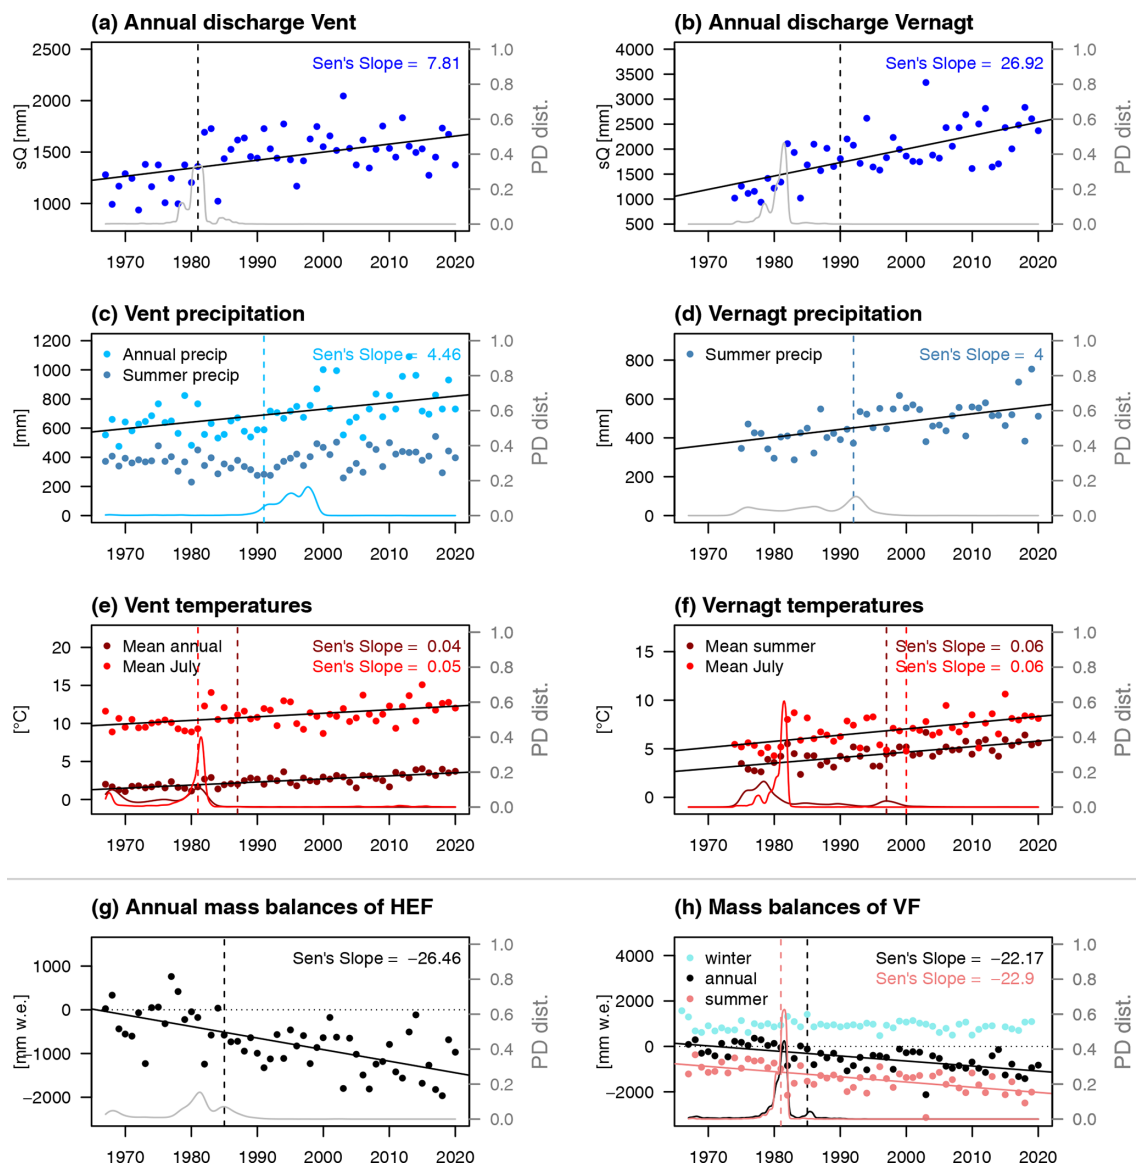 (a) Annual discharge Vent
2500
2000
1500
1000
sQ [mm]
Sen's Slope = 7.81
1.0
0.8
0.6
0.4
0.2
0.0
PD dist.
1970 1980 1990 2000 2010 2020
(b) Annual discharge Vernagt
4000
3500
3000
2500
2000
1500
1000
500
sQ [mm]
Sen's Slope = 26.92
1.0
0.8
0.6
0.4
0.2
0.0
PD dist.
1970 1980 1990 2000 2010 2020
(c) Vent precipitation
1200
1000
800
600
400
200
0
[mm]
Annual precip
Summer precip
Sen's Slope = 4.46
1.0
0.8
0.6
0.4
0.2
0.0
PD dist.
1970 1980 1990 2000 2010 2020
(d) Vernagt precipitation
800
600
400
200
0
[mm]
Summer precip
Sen's Slope = 4
1.0
0.8
0.6
0.4
0.2
0.0
PD dist.
1970 1980 1990 2000 2010 2020
(e) Vent temperatures
20
15
10
5
0
[°C]
Mean annual
Mean July
Sen's Slope = 0.04
Sen's Slope = 0.05
1.0
0.8
0.6
0.4
0.2
0.0
PD dist.
1970 1980 1990 2000 2010 2020
(f) Vernagt temperatures
15
10
5
0
[°C]
Mean summer
Mean July
Sen's Slope = 0.06
Sen's Slope = 0.06
1.0
0.8
0.6
0.4
0.2
0.0
PD dist.
1970 1980 1990 2000 2010 2020
(g) Annual mass balances of HEF
1000
0
−1000
−2000
[mm w.e.]
Sen's Slope = −26.46
1.0
0.8
0.6
0.4
0.2
0.0
PD dist.
1970 1980 1990 2000 2010 2020
(h) Mass balances of VF
4000
2000
0
−2000
[mm w.e.]
winter
annual
summer
Sen's Slope = −22.17
Sen's Slope = −22.9
1.0
0.8
0.6
0.4
0.2
0.0
PD dist.
1970 1980 1990 2000 2010 2020